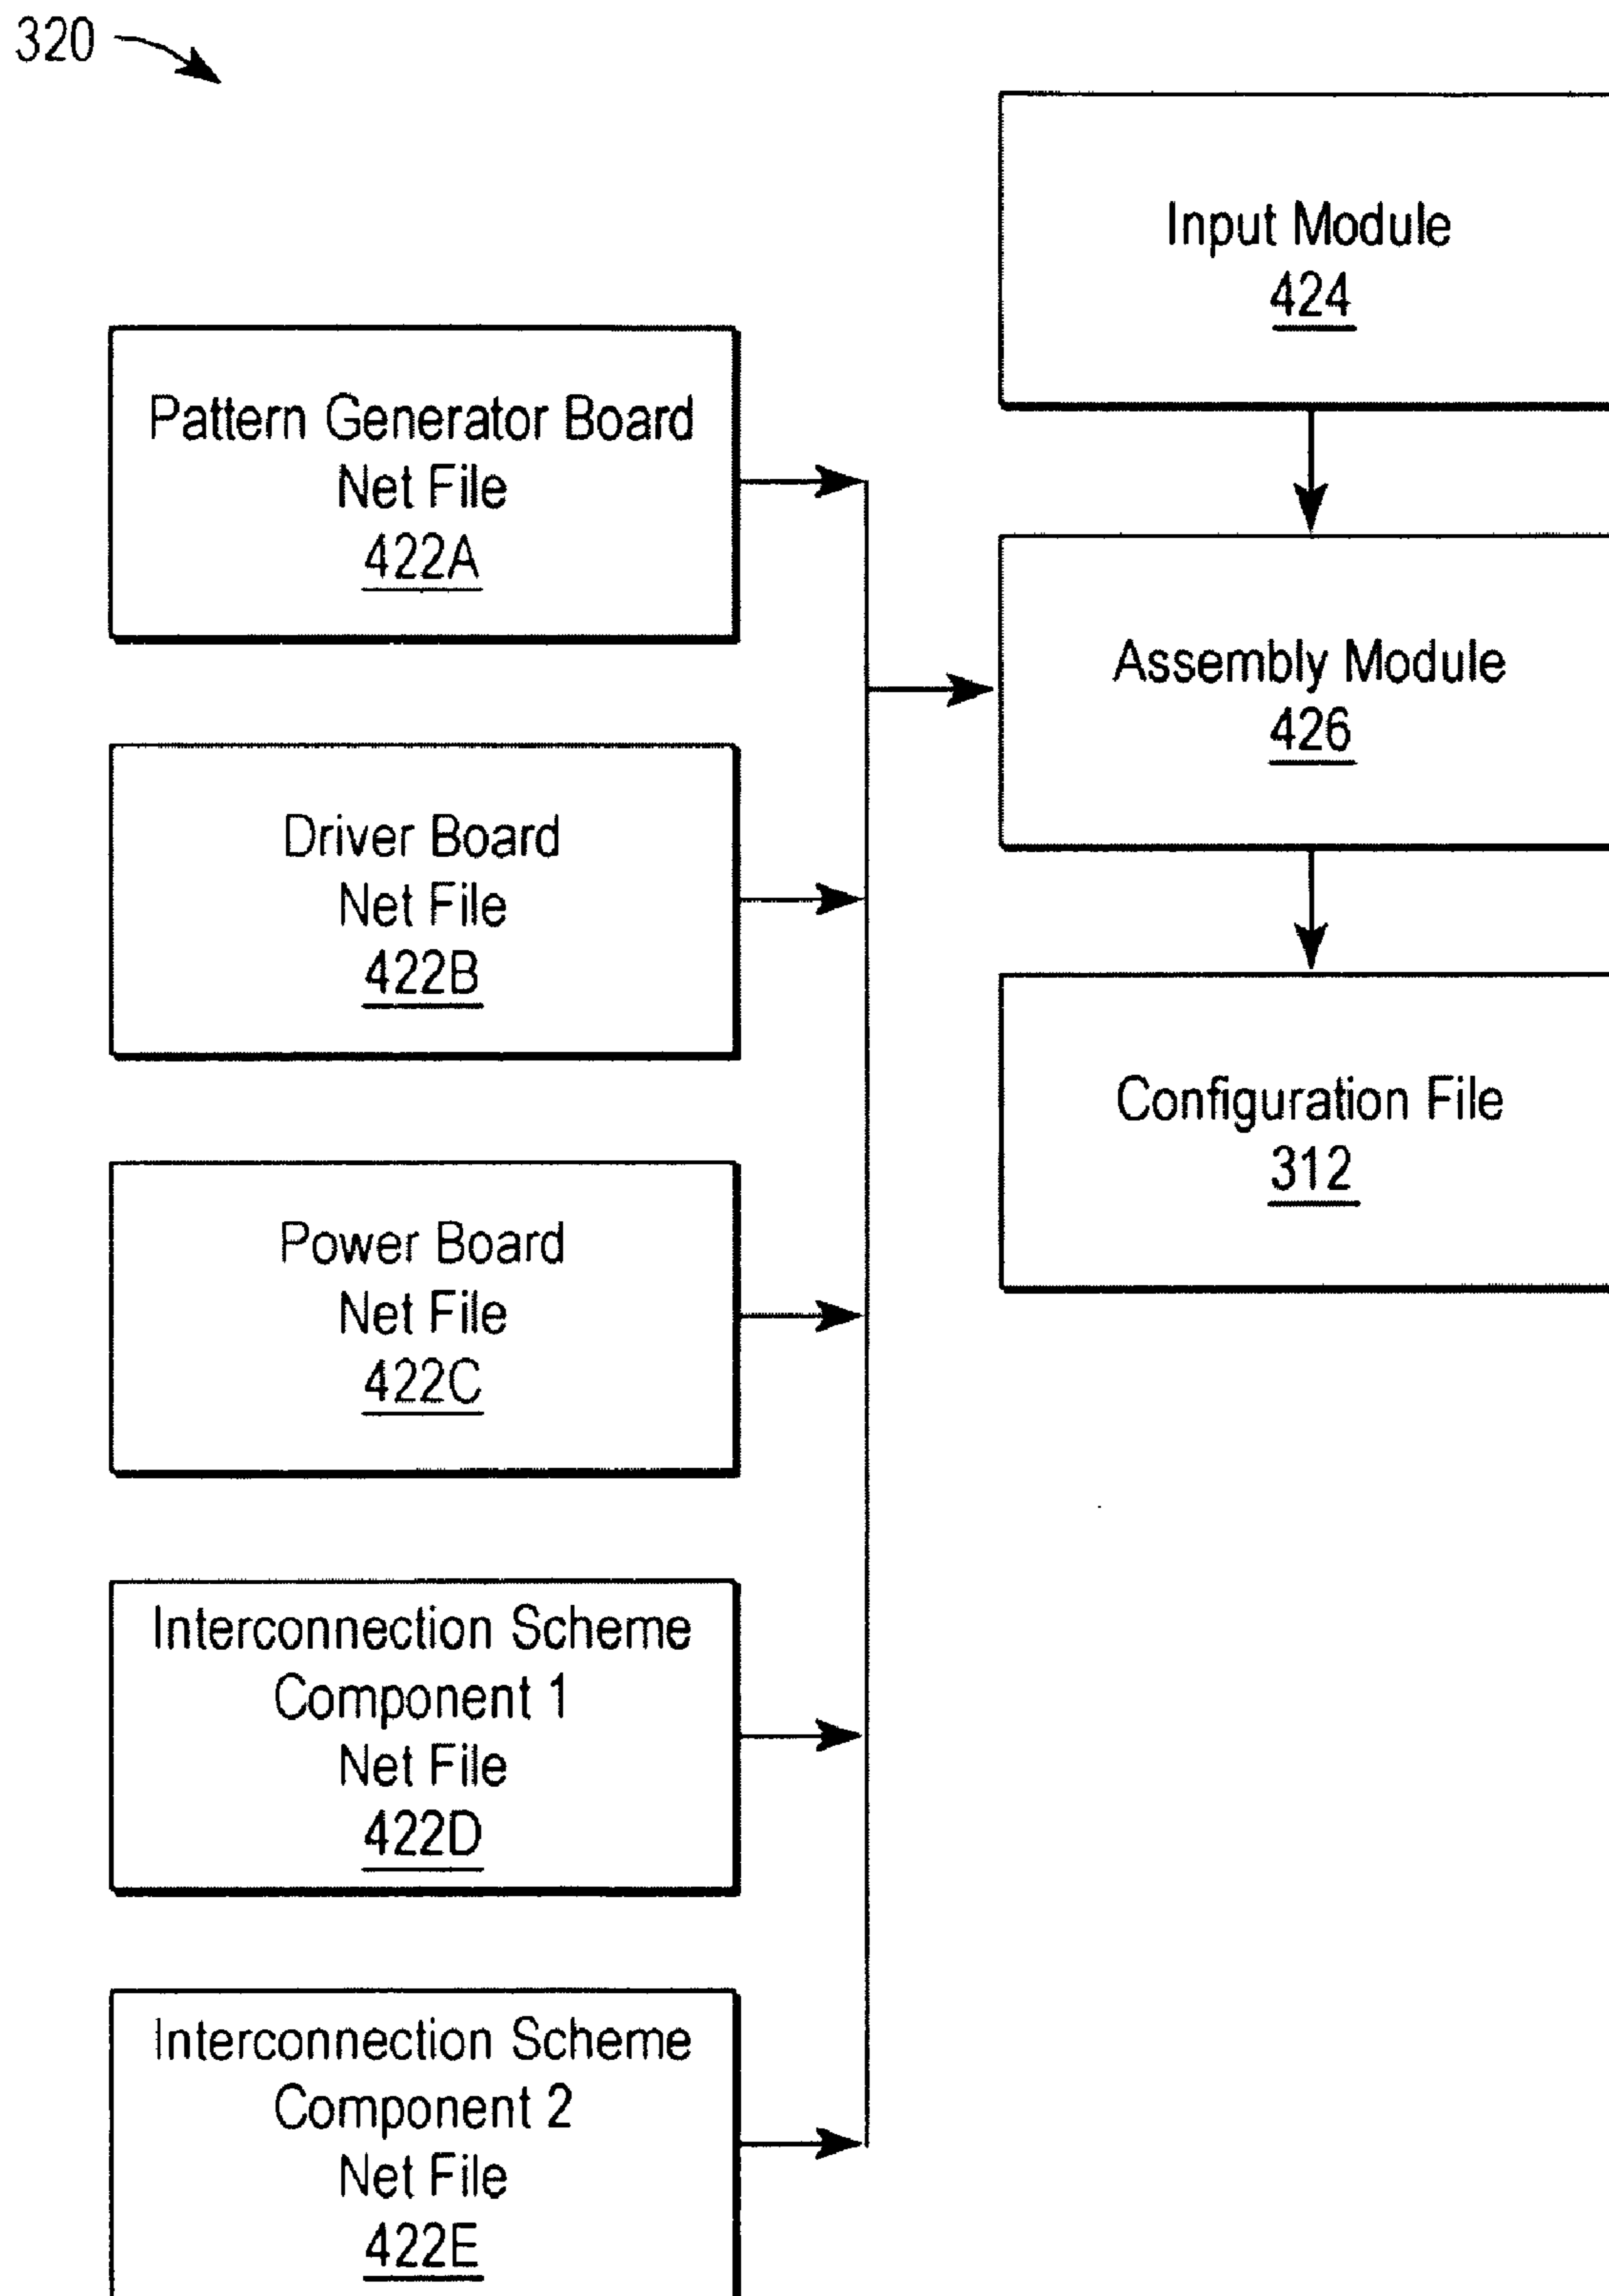 320
Input Module
424
Pattern Generator Board
Net File
422A
Assembly Module
426
Driver Board
Net File
422B
Configuration File
312
Power Board
Net File
422C
Interconnection Scheme
Component 1
Net File
422D
Interconnection Scheme
Component 2
Net File
422E